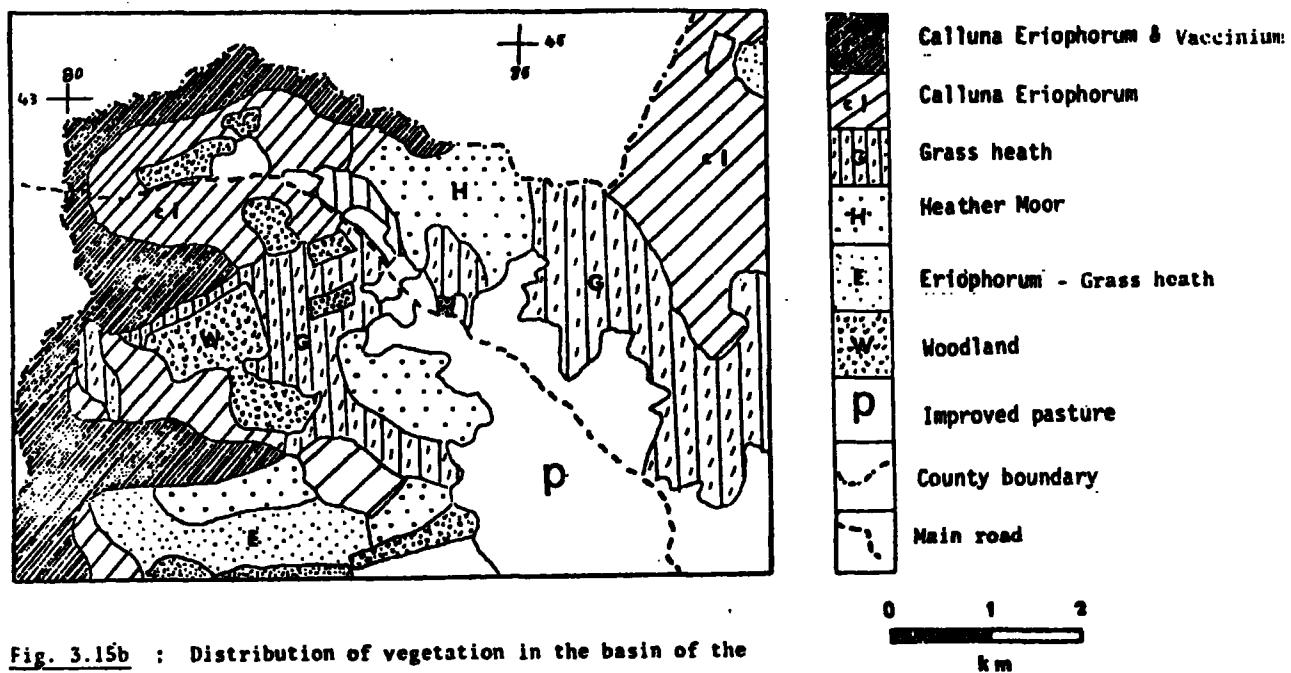 45
96
80
43
c l
H
c l
G
C
W
G
P
E
Calluna Eriophorum & Vaccinium
c l
Calluna Eriophorum
G
Grass heath
H
Heather Moor
E
Eriophorum - Grass heath
W
Woodland
P
Improved pasture
County boundary
Main road
0 1 2
km
Fig. 3.15b : Distribution of vegetation in the basin of the